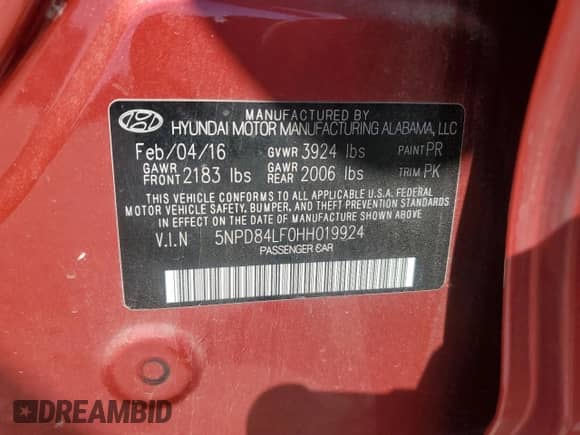 MANUFACTURED BY
HYUNDAI MOTOR MANUFACTURING ALABAMA, LLC
Feb/04/16 GVWR 3924 lbs PAINT PR
GAWR FRONT 2183 lbs GAWR REAR 2006 lbs TRIM PK
THIS VEHICLE CONFORMS TO ALL APPLICABLE U.S.A. FEDERAL
MOTOR VEHICLE SAFETY, BUMPER, AND THEFT PREVENTION
STANDARDS IN EFFECT ON THE DATE OF MANUFACTURE SHOWN ABOVE.
V.I.N 5NPD84LF0HH019924
PASSENGER CAR
DREAMBID